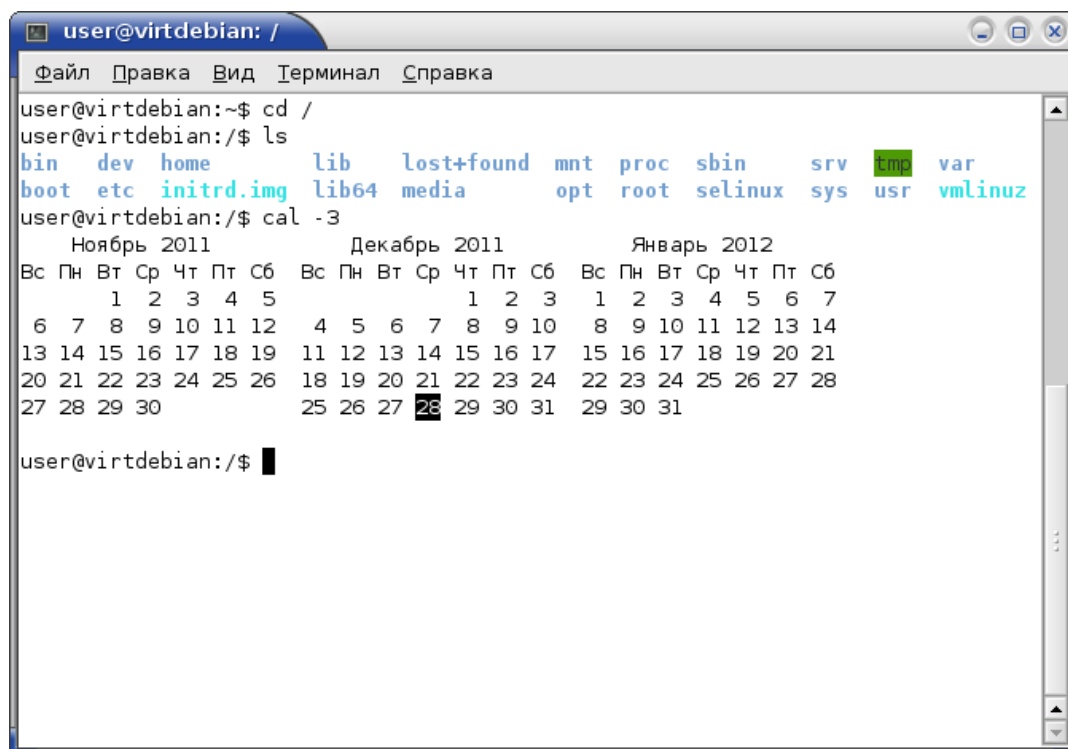 user@virtdebian: /
Файл Правка Вид Терминал Справка
user@virtdebian:~$ cd /
user@virtdebian:/$ ls
bin dev home lib lost+found mnt proc sbin srv tmp var
boot etc initrd.img lib64 media opt root selinux sys usr vmlinuz
user@virtdebian:/$ cal -3
Ноябрь 2011 Декабрь 2011 Январь 2012
Вс Пн Вт Ср Чт Пт Сб Вс Пн Вт Ср Чт Пт Сб Вс Пн Вт Ср Чт Пт Сб
1 2 3 4 5 1 2 3 1 2 3 4 5 6 7
6 7 8 9 10 11 12 4 5 6 7 8 9 10 8 9 10 11 12 13 14
13 14 15 16 17 18 19 11 12 13 14 15 16 17 15 16 17 18 19 20 21
20 21 22 23 24 25 26 18 19 20 21 22 23 24 22 23 24 25 26 27 28
27 28 29 30 25 26 27 28 29 30 31 29 30 31
user@virtdebian:/$